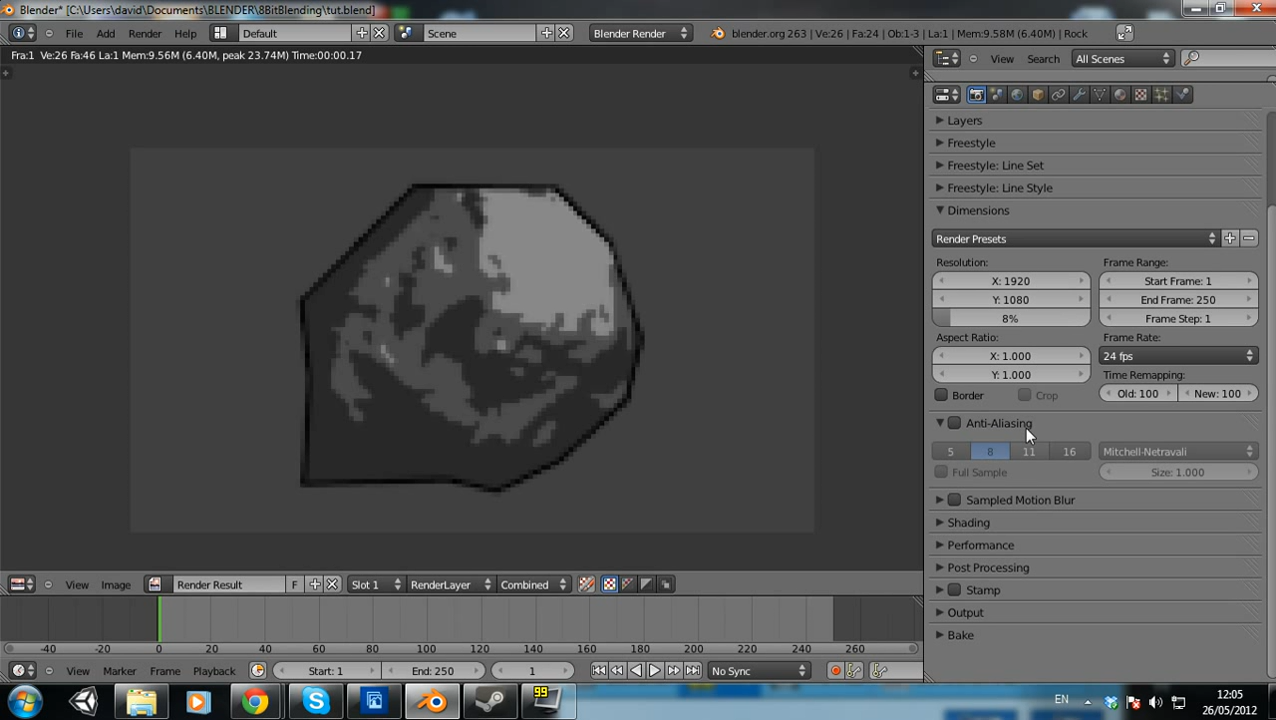 Blender* [C:\Users\david\Documents\BLENDER\8BitBlending\tut.blend]
File Add Render Help Default Scene Blender Render blender.org 263 | Ve:26 | Fa:24 | Ob:1-3 | La:1 | Mem:9.58M (6.40M) | Rock
Fra:1 Ve:26 Fa:46 La:1 Mem:9.56M (6.40M, peak 23.74M) Time:00:00.17
View Search All Scenes
Layers
Freestyle
Freestyle: Line Set
Freestyle: Line Style
Dimensions
Render Presets
Resolution: Frame Range:
X: 1920 Start Frame: 1
Y: 1080 End Frame: 250
8% Frame Step: 1
Aspect Ratio: Frame Rate:
X: 1.000 24 fps
Y: 1.000 Time Remapping:
Border Crop Old: 100 New: 100
Anti-Aliasing
5 8 11 16 Mitchell-Netravali
Full Sample Size: 1.000
Sampled Motion Blur
Shading
Performance
Post Processing
Stamp
Output
Bake
View Image Render Result F Slot 1 RenderLayer Combined
-40 -20 0 20 40 60 80 100 120 140 160 180 200 220 240 260
View Marker Frame Playback Start: 1 End: 250 1 No Sync
99
EN
12:05
26/05/2012